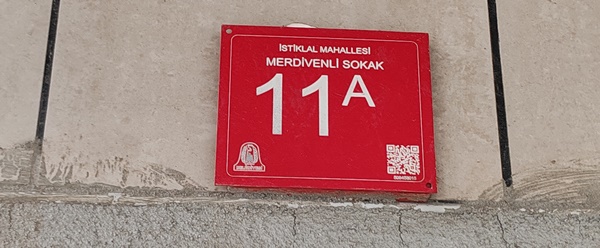 İSTİKLAL MAHALLESİ
MERDİVENLİ SOKAK
11A